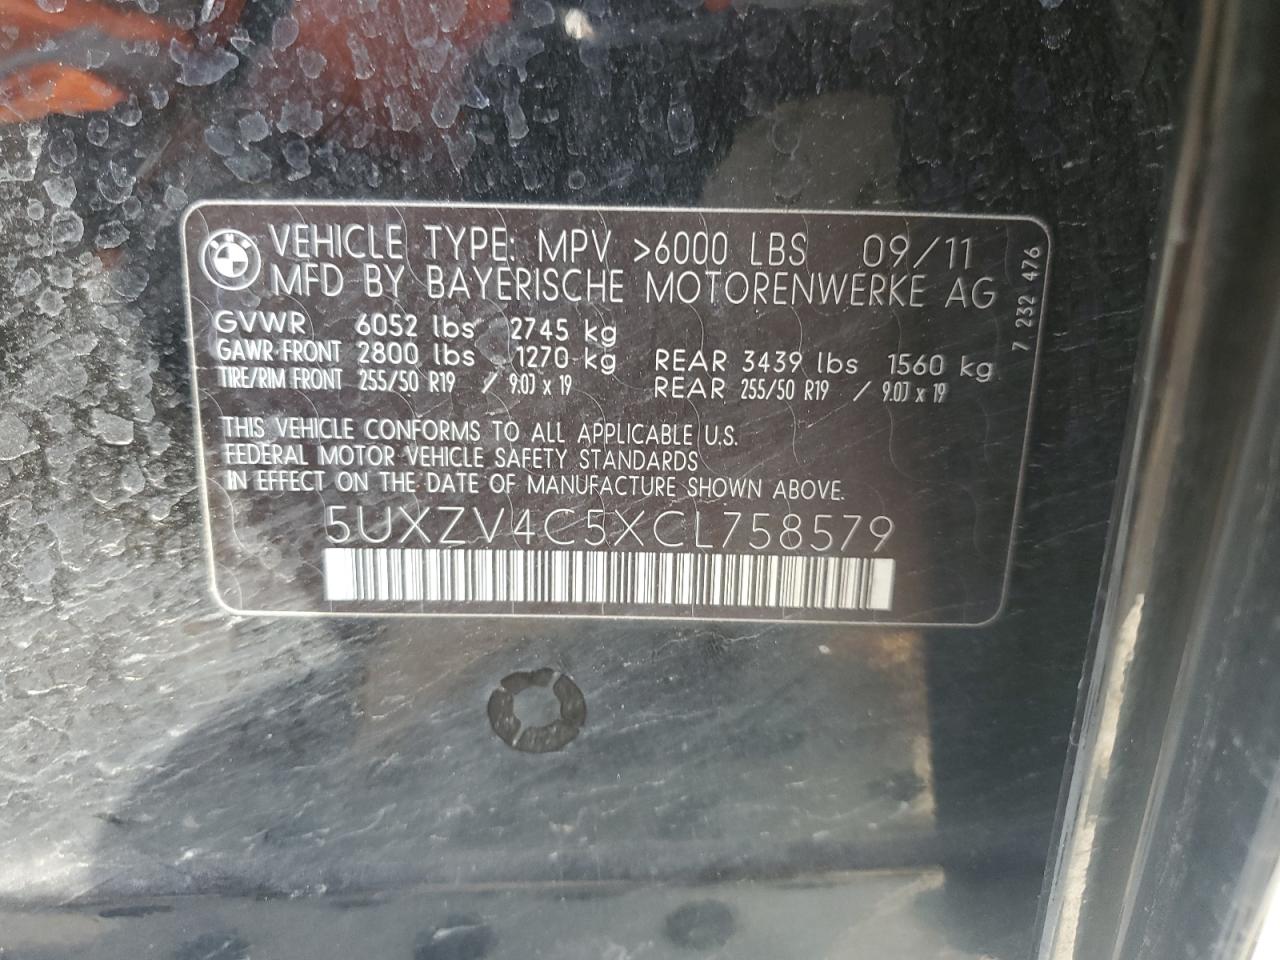 VEHICLE TYPE: MPV >6000 LBS 09/11
MFD BY BAYERISCHE MOTORENWERKE AG
GVWR 6052 lbs 2745 kg
GAWR-FRONT 2800 lbs 1270 kg REAR 3439 lbs 1560 kg
TIRE/RIM FRONT 255/50 R19 / 9.0J x 19 REAR 255/50 R19 / 9.0J x 19
THIS VEHICLE CONFORMS TO ALL APPLICABLE U.S.
FEDERAL MOTOR VEHICLE SAFETY STANDARDS
IN EFFECT ON THE DATE OF MANUFACTURE SHOWN ABOVE.
5UXZV4C5XCL758579
7 232 476